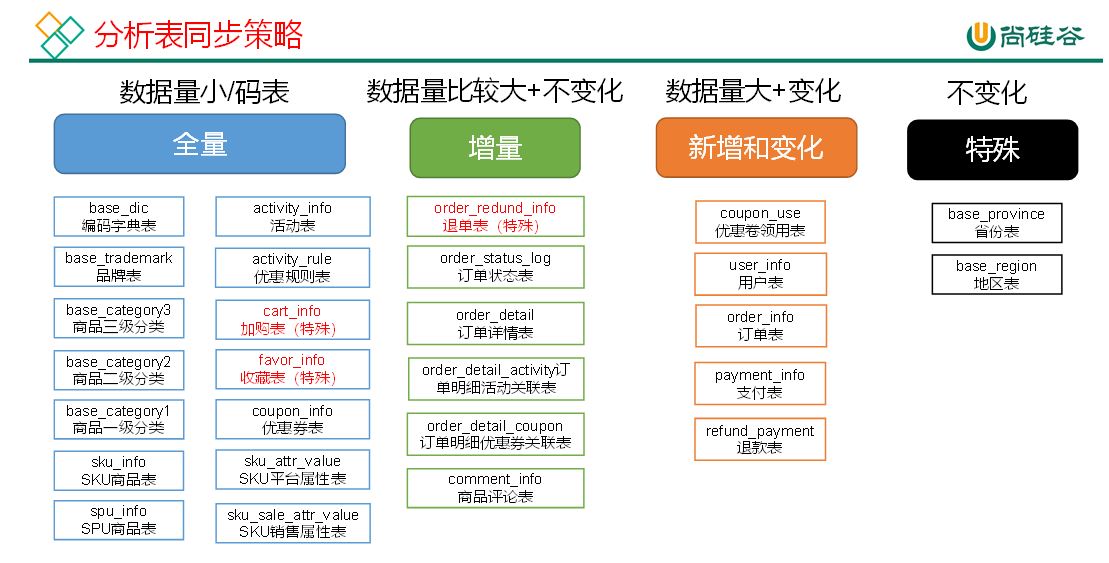 分析表同步策略
尚硅谷
数据量小/码表
数据量比较大+不变化
数据量大+变化
不变化
全量
增量
新增和变化
特殊
base_dic
编码字典表
base_trademark
品牌表
base_category3
商品三级分类
base_category2
商品二级分类
base_category1
商品一级分类
sku_info
SKU商品表
spu_info
SPU商品表
activity_info
活动表
activity_rule
优惠规则表
cart_info
加购表（特殊）
favor_info
收藏表（特殊）
coupon_info
优惠券表
sku_attr_value
SKU平台属性表
sku_sale_attr_value
SKU销售属性表
order_redund_info
退单表（特殊）
order_status_log
订单状态表
order_detail
订单详情表
order_detail_activity订
单明细活动关联表
order_detail_coupon
订单明细优惠券关联表
comment_info
商品评论表
coupon_use
优惠卷领用表
user_info
用户表
order_info
订单表
payment_info
支付表
refund_payment
退款表
base_province
省份表
base_region
地区表